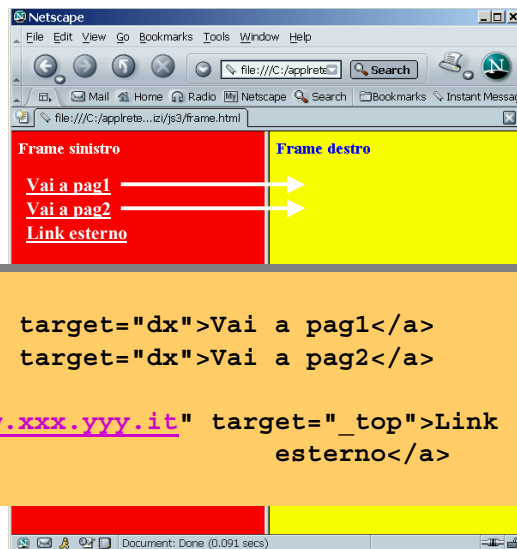 Netscape
File Edit View Go Bookmarks Tools Window Help
file:///C:/applrete Search
Mail Home Radio My Netscape Search Bookmarks Instant Messag
file:///C:/applrete...izi/js3/frame.html
Frame sinistro
Frame destro
Vai a pag1
Vai a pag2
Link esterno
target="dx">Vai a pag1</a>
target="dx">Vai a pag2</a>
.xxx.yyy.it" target="_top">Link
esterno</a>
Document: Done (0.091 secs)